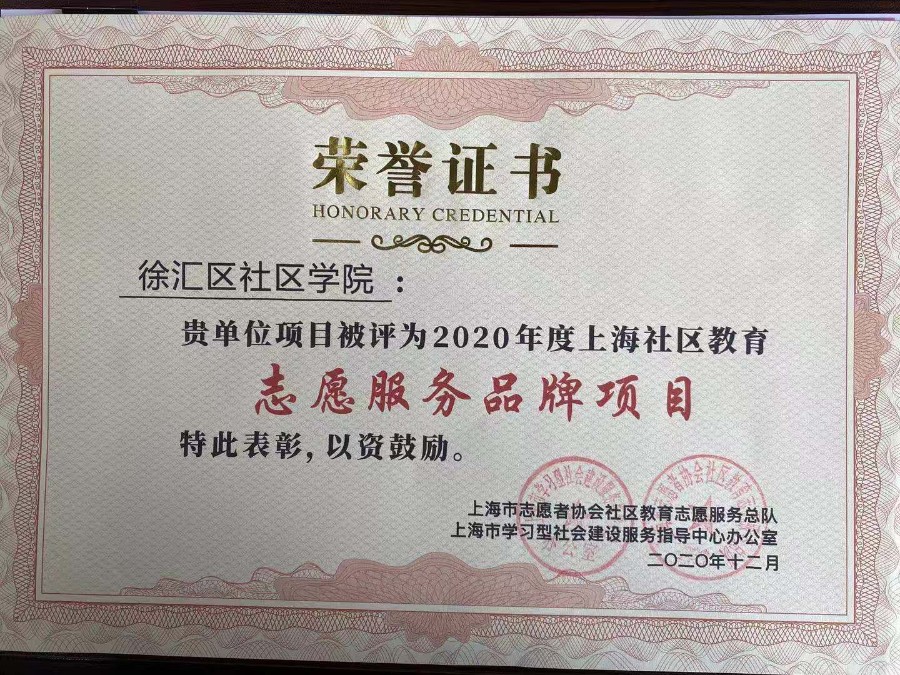 荣誉证书
HONORARY CREDENTIAL
徐汇区社区学院：
贵单位项目被评为2020年度上海社区教育
志愿服务品牌项目
特此表彰，以资鼓励。
上海市志愿者协会社区教育志愿服务总队
上海市学习型社会建设服务指导中心办公室
二〇二〇年十二月